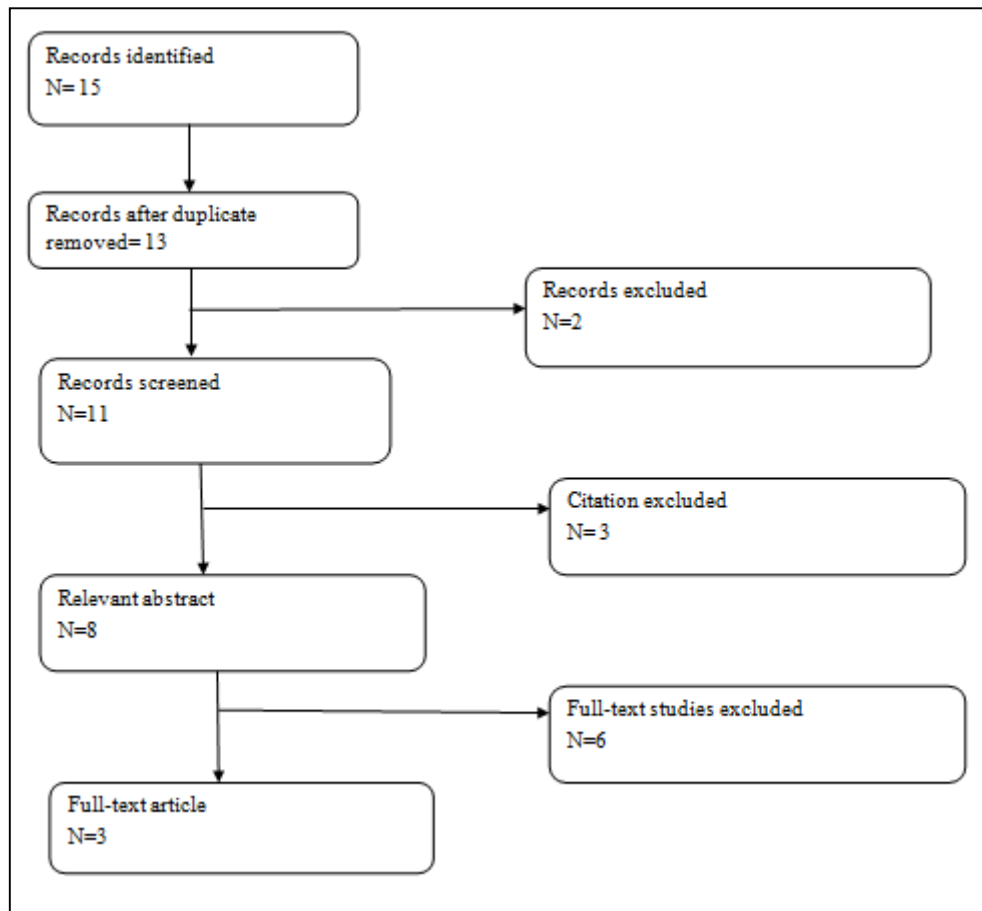 Records identified
N= 15
Records after duplicate
removed= 13
Records excluded
N=2
Records screened
N=11
Citation excluded
N= 3
Relevant abstract
N=8
Full-text studies excluded
N=6
Full-text article
N=3